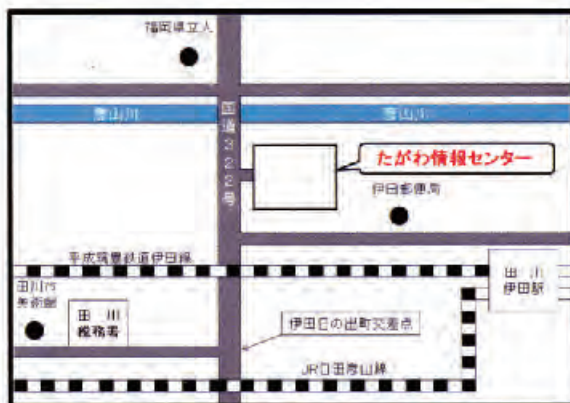 福岡県立大
彦山川
彦山川
国道322号
たがわ情報センター
伊田郵便局
平成筑豊鉄道伊田線
田川市
美術館
田川
税務署
田川
伊田駅
伊田日の出町交差点
JR日田彦山線